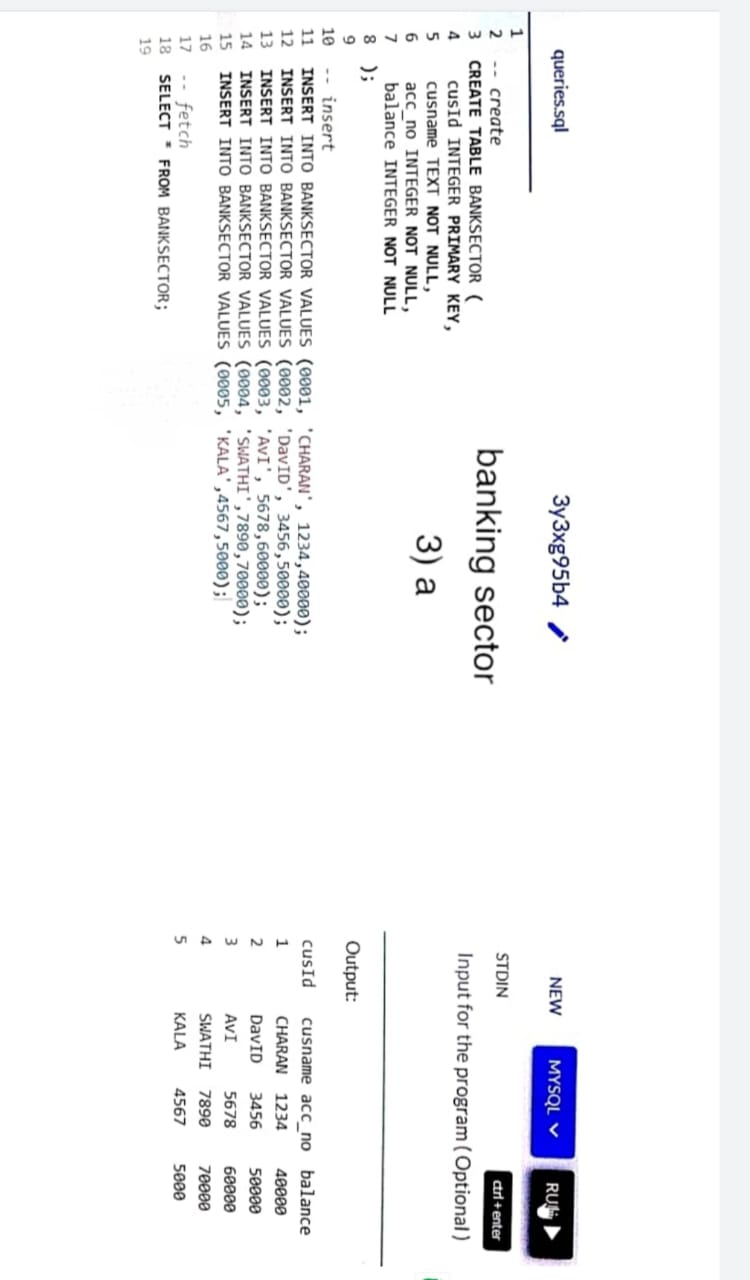 queries.sql
3y3xg95b4
NEW
MYSQL
RUN
banking sector
3) a
1
2 -- create
3 CREATE TABLE BANKSECTOR (
4 cusId INTEGER PRIMARY KEY,
5 cusname TEXT NOT NULL,
6 acc_no INTEGER NOT NULL,
7 balance INTEGER NOT NULL
8 );
9
10 -- insert
11 INSERT INTO BANKSECTOR VALUES (0001, 'CHARAN', 1234,40000);
12 INSERT INTO BANKSECTOR VALUES (0002, 'DavID', 3456,50000);
13 INSERT INTO BANKSECTOR VALUES (0003, 'AvI', 5678,60000);
14 INSERT INTO BANKSECTOR VALUES (0004, 'SWATHI',7890,70000);
15 INSERT INTO BANKSECTOR VALUES (0005, 'KALA',4567,5000);
16
17 -- fetch
18 SELECT * FROM BANKSECTOR;
19
STDIN
ctrl+enter
Input for the program ( Optional )
Output:
cusId cusname acc_no balance
1 CHARAN 1234 40000
2 DavID 3456 50000
3 AvI 5678 60000
4 SWATHI 7890 70000
5 KALA 4567 5000